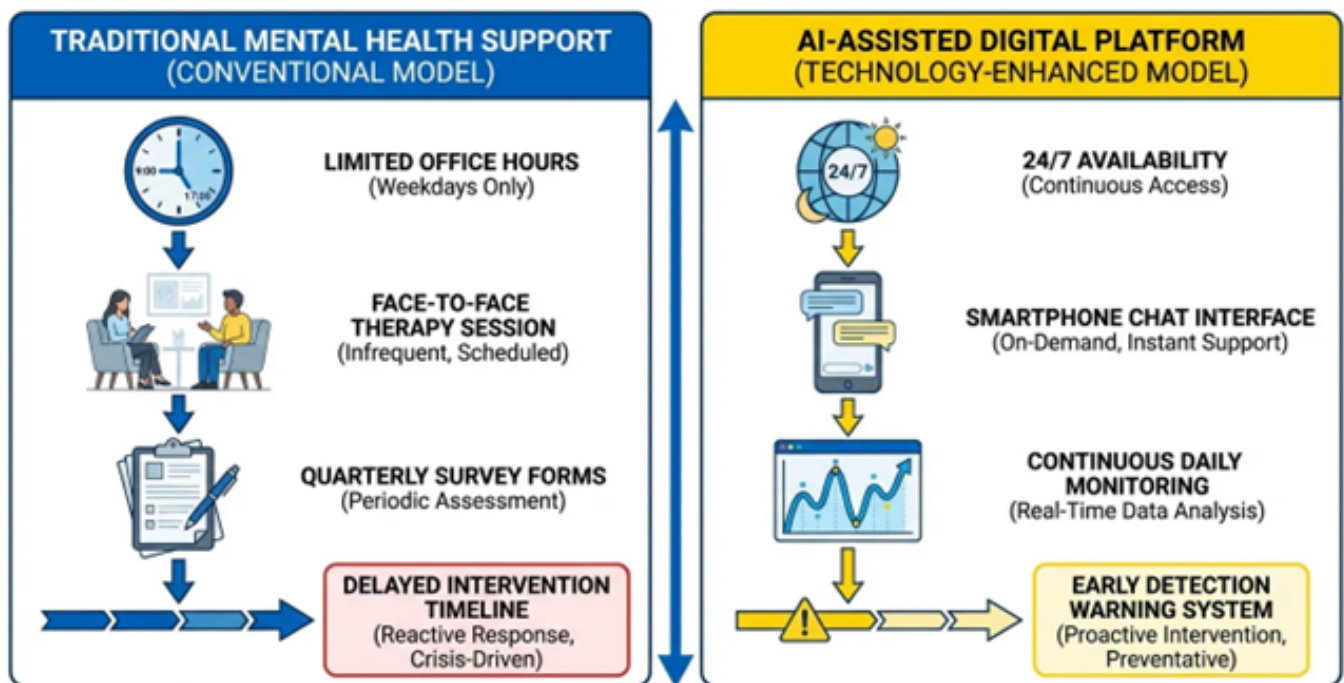 TRADITIONAL MENTAL HEALTH SUPPORT
(CONVENTIONAL MODEL)
9:00
17:00
LIMITED OFFICE HOURS
(Weekdays Only)
FACE-TO-FACE
THERAPY SESSION
(Infrequent, Scheduled)
QUARTERLY SURVEY FORMS
(Periodic Assessment)
DELAYED INTERVENTION
TIMELINE
(Reactive Response,
Crisis-Driven)
AI-ASSISTED DIGITAL PLATFORM
(TECHNOLOGY-ENHANCED MODEL)
24/7
24/7 AVAILABILITY
(Continuous Access)
SMARTPHONE CHAT INTERFACE
(On-Demand, Instant Support)
CONTINUOUS DAILY
MONITORING
(Real-Time Data Analysis)
!
EARLY DETECTION
WARNING SYSTEM
(Proactive Intervention,
Preventative)